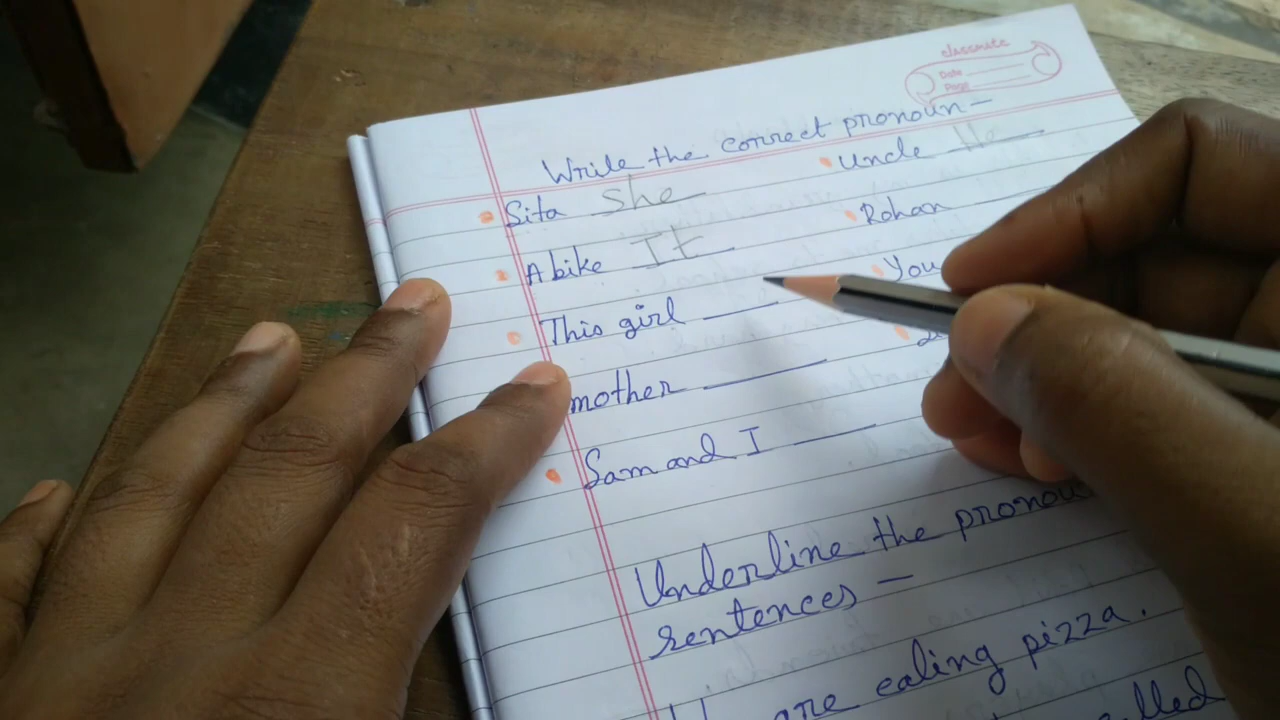 classmate
Date
Page
Write the correct pronoun-
Sita She
Uncle He
A bike It
Rohan
This girl
You
mother
Sam and I
Underline the
sentences -
are eating pizza.